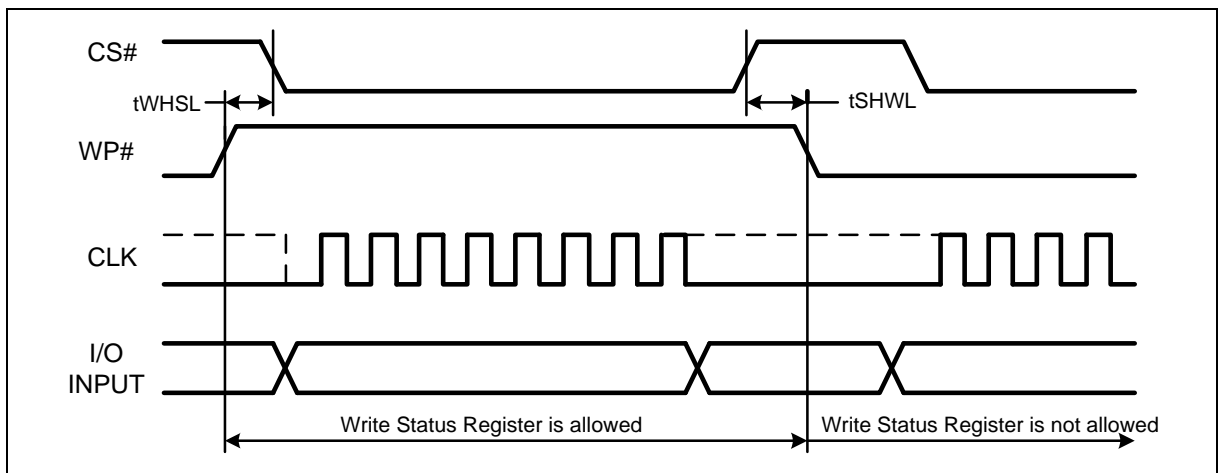 CS#
tWHSL
tSHWL
WP#
CLK
I/O
INPUT
Write Status Register is allowed
Write Status Register is not allowed